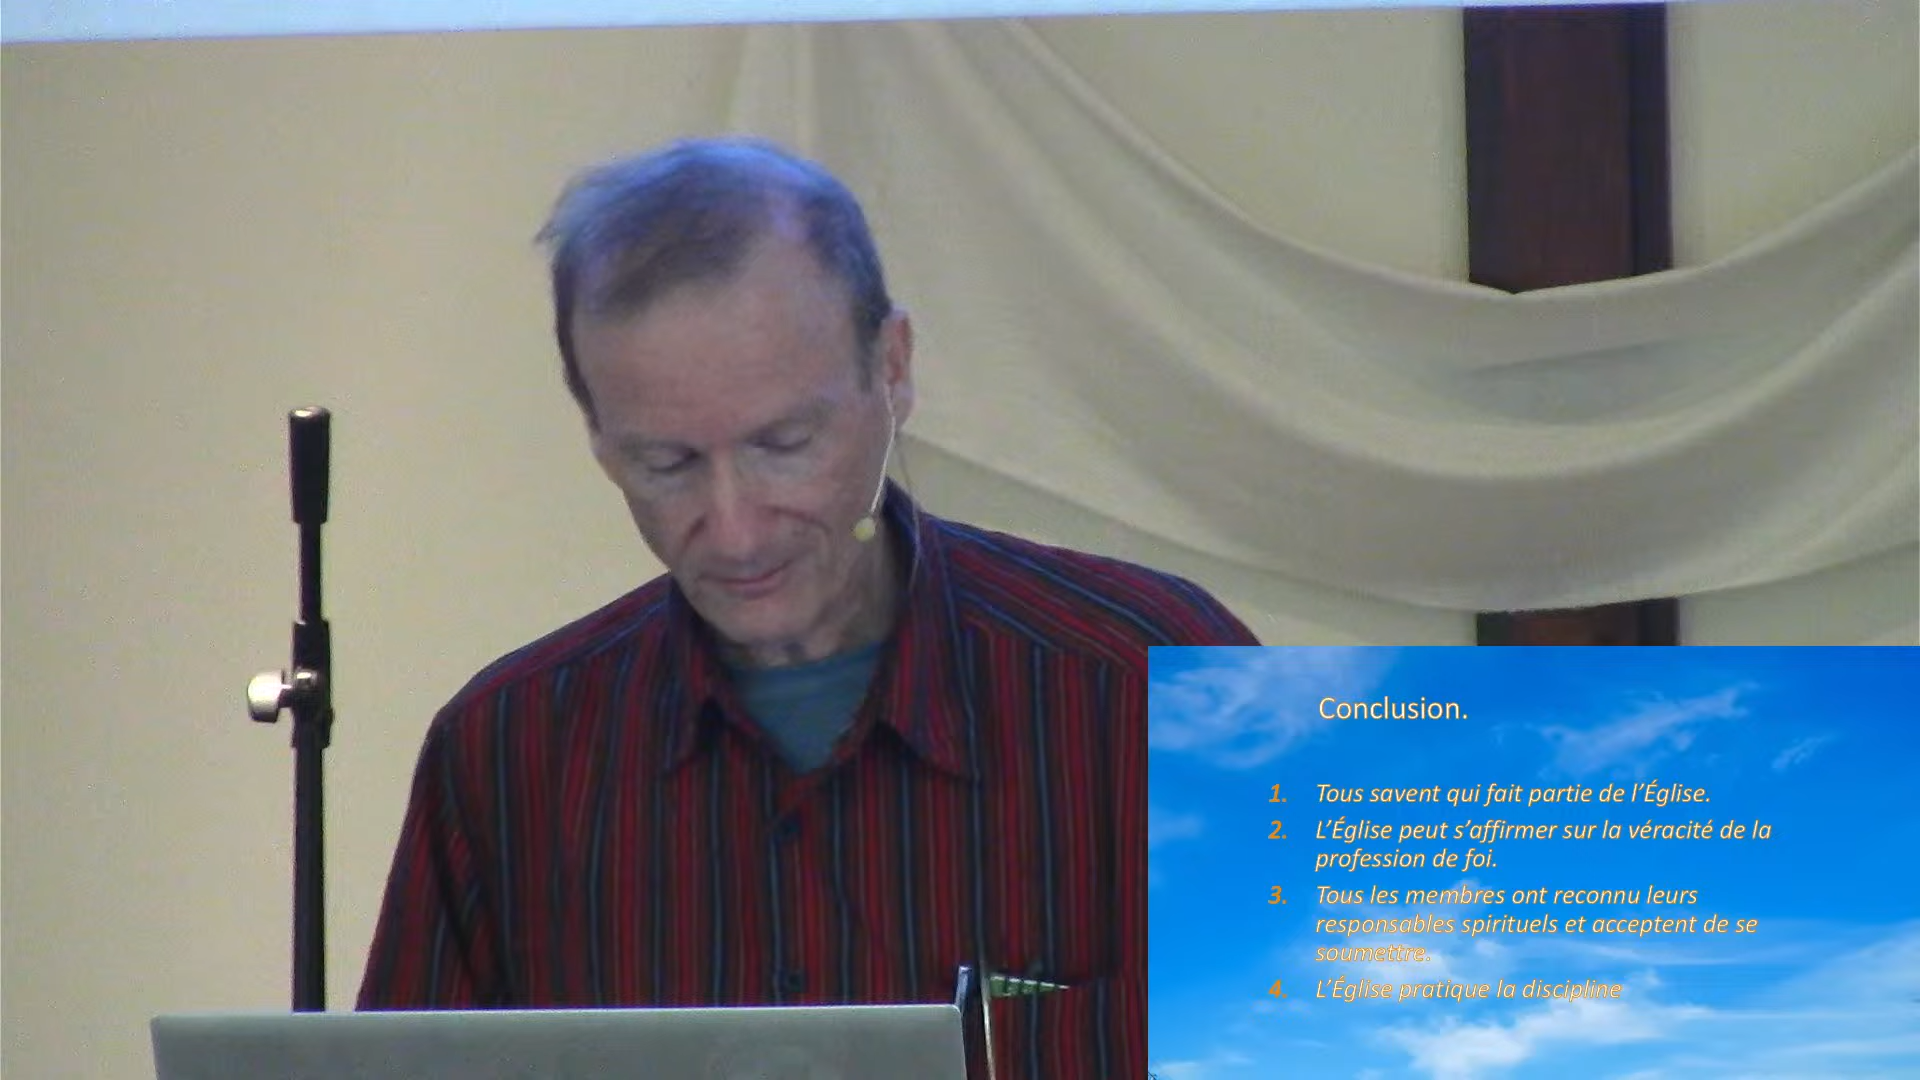 Conclusion.
1. Tous savent qui fait partie de l’Église.
2. L’Église peut s’affirmer sur la véracité de la
profession de foi.
3. Tous les membres ont reconnu leurs
responsables spirituels et acceptent de se
soumettre.
4. L’Église pratique la discipline